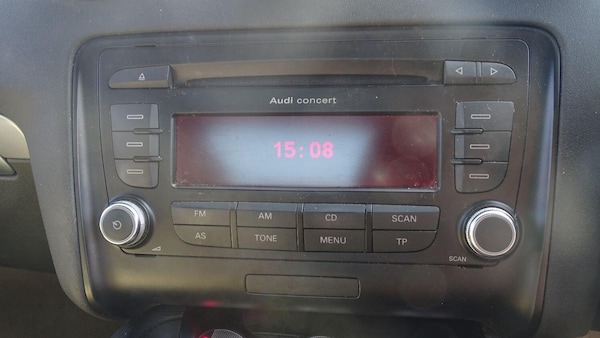 Audi concert
15:08
FM AM CD SCAN
AS TONE MENU TP
SCAN